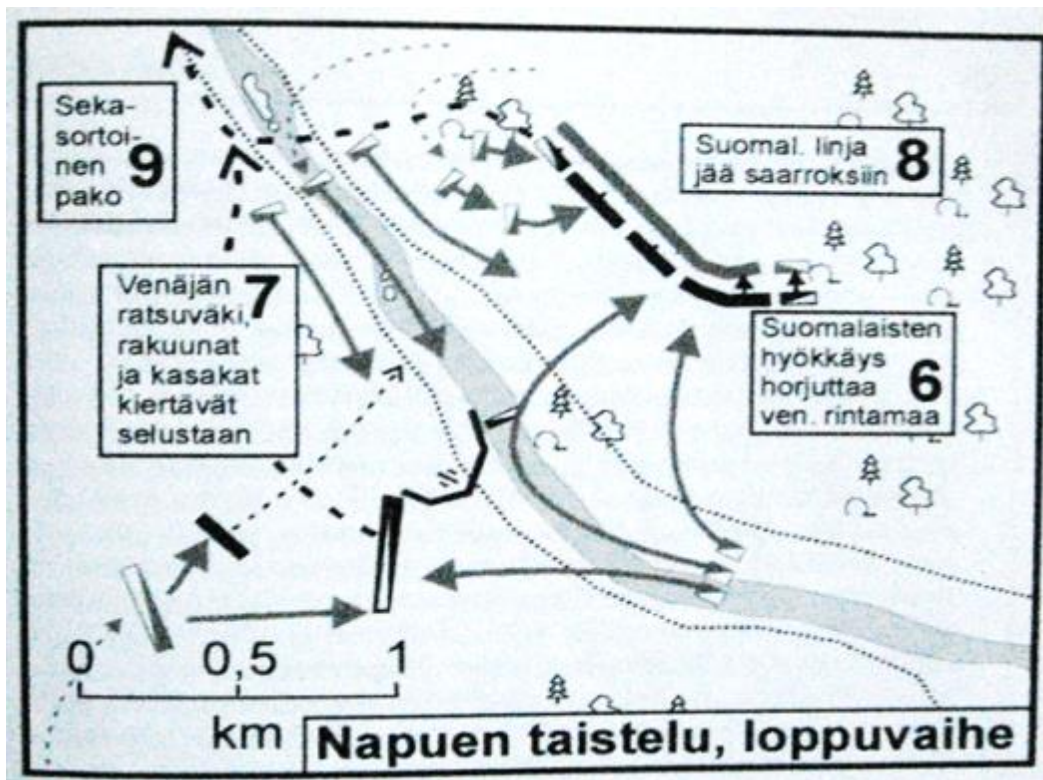 Seka-
sortoi-
nen
pako
9
Suomal. linja
jää saarroksiin
8
Venäjän
ratsuväki,
rakuunat
ja kasakat
kiertävät
selustaan
7
Suomalaisten
hyökkäys
horjuttaa
ven. rintamaa
6
0 0,5 1
km
Napuen taistelu, loppuvaihe